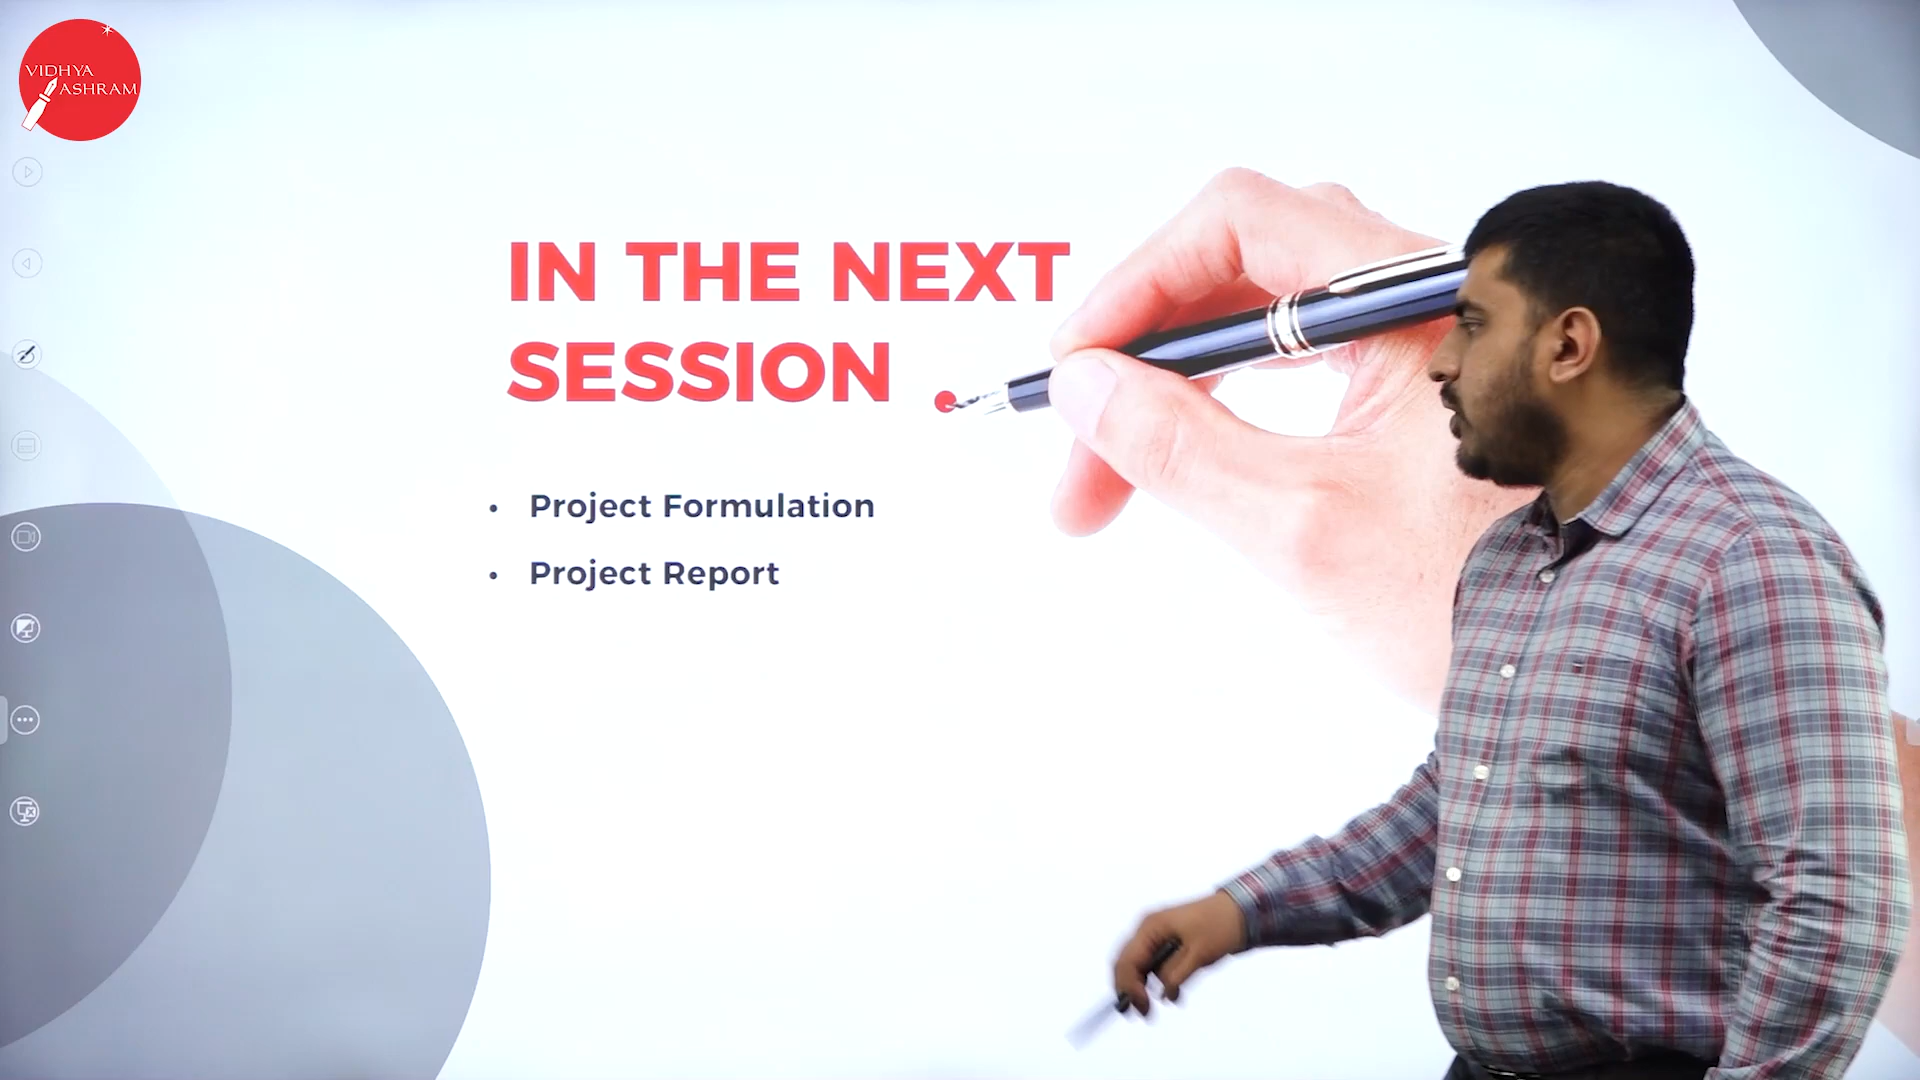 VIDHYA
ASHRAM
IN THE NEXT
SESSION
• Project Formulation
• Project Report